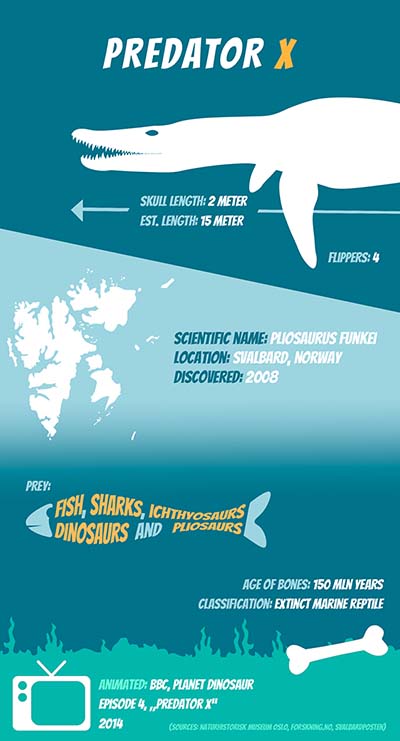 PREDATOR X
SKULL LENGTH: 2 METER
EST. LENGTH: 15 METER
FLIPPERS: 4
SCIENTIFIC NAME: PLIOSAURUS FUNKEI
LOCATION: SVALBARD, NORWAY
DISCOVERED: 2008
PREY:
FISH, SHARKS, ICHTHYOSAURS
DINOSAURS AND PLIOSAURS
AGE OF BONES: 150 MLN YEARS
CLASSIFICATION: EXTINCT MARINE REPTILE
ANIMATED: BBC, PLANET DINOSAUR
EPISODE 4, „PREDATOR X"
2014
(SOURCES: NATURHISTORISK MUSEUM OSLO, FORSKNING.NO, SVALBARDPOSTEN)